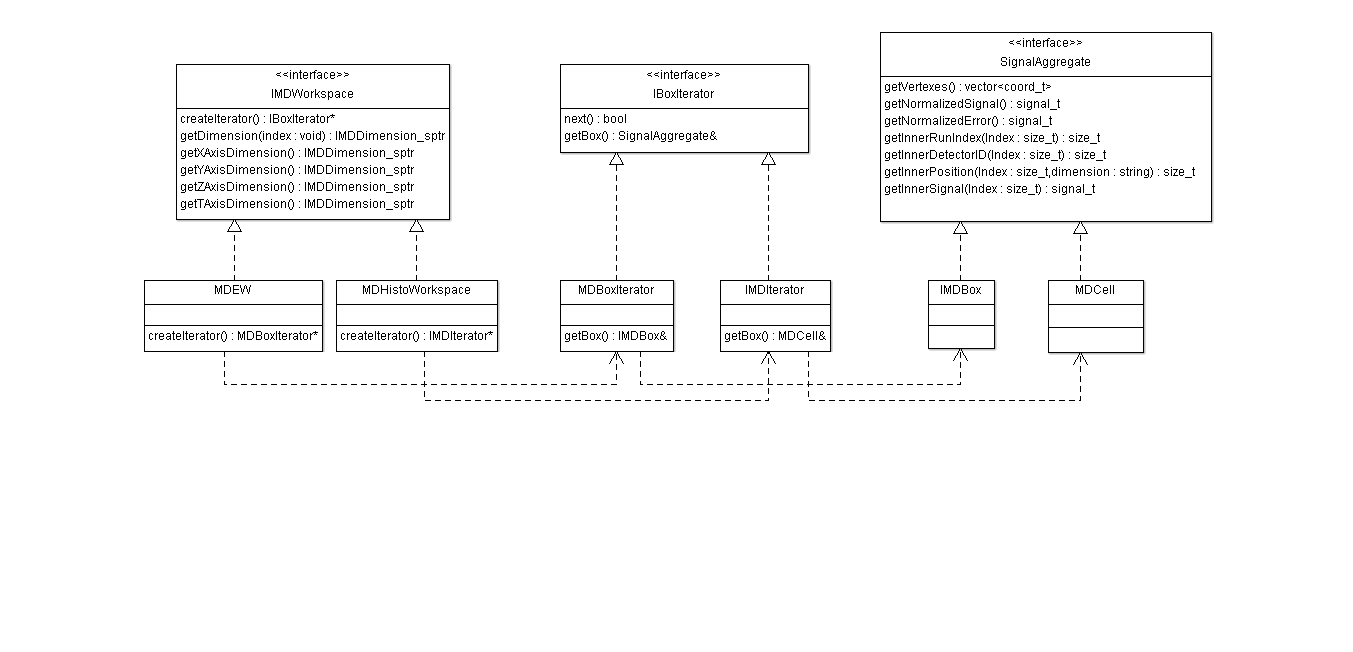 <<interface>>
IMDWorkspace
createIterator() : IBoxIterator*
getDimension(index : void) : IMDDimension_sptr
getXAxisDimension() : IMDDimension_sptr
getYAxisDimension() : IMDDimension_sptr
getZAxisDimension() : IMDDimension_sptr
getTAxisDimension() : IMDDimension_sptr
<<interface>>
IBoxIterator
next() : bool
getBox() : SignalAggregate&
<<interface>>
SignalAggregate
getVertexes() : vector<coord_t>
getNormalizedSignal() : signal_t
getNormalizedError() : signal_t
getInnerRunIndex(Index : size_t) : size_t
getInnerDetectorID(Index : size_t) : size_t
getInnerPosition(Index : size_t,dimension : string) : size_t
getInnerSignal(Index : size_t) : signal_t
MDEW
createIterator() : MDBoxIterator*
MDHistoWorkspace
createIterator() : IMDIterator*
MDBoxIterator
getBox() : IMDBox&
IMDIterator
getBox() : MDCell&
IMDBox
MDCell